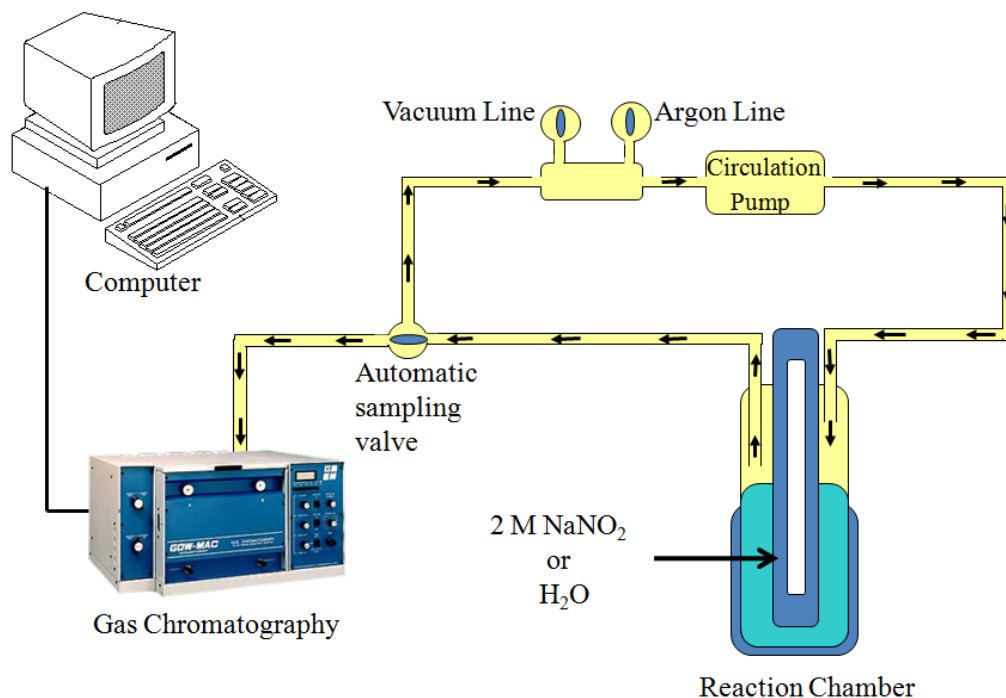 Vacuum Line
Argon Line
Circulation
Pump
Computer
Automatic
sampling
valve
GOW-MAC
2 M NaNO₂
or
H₂O
Gas Chromatography
Reaction Chamber